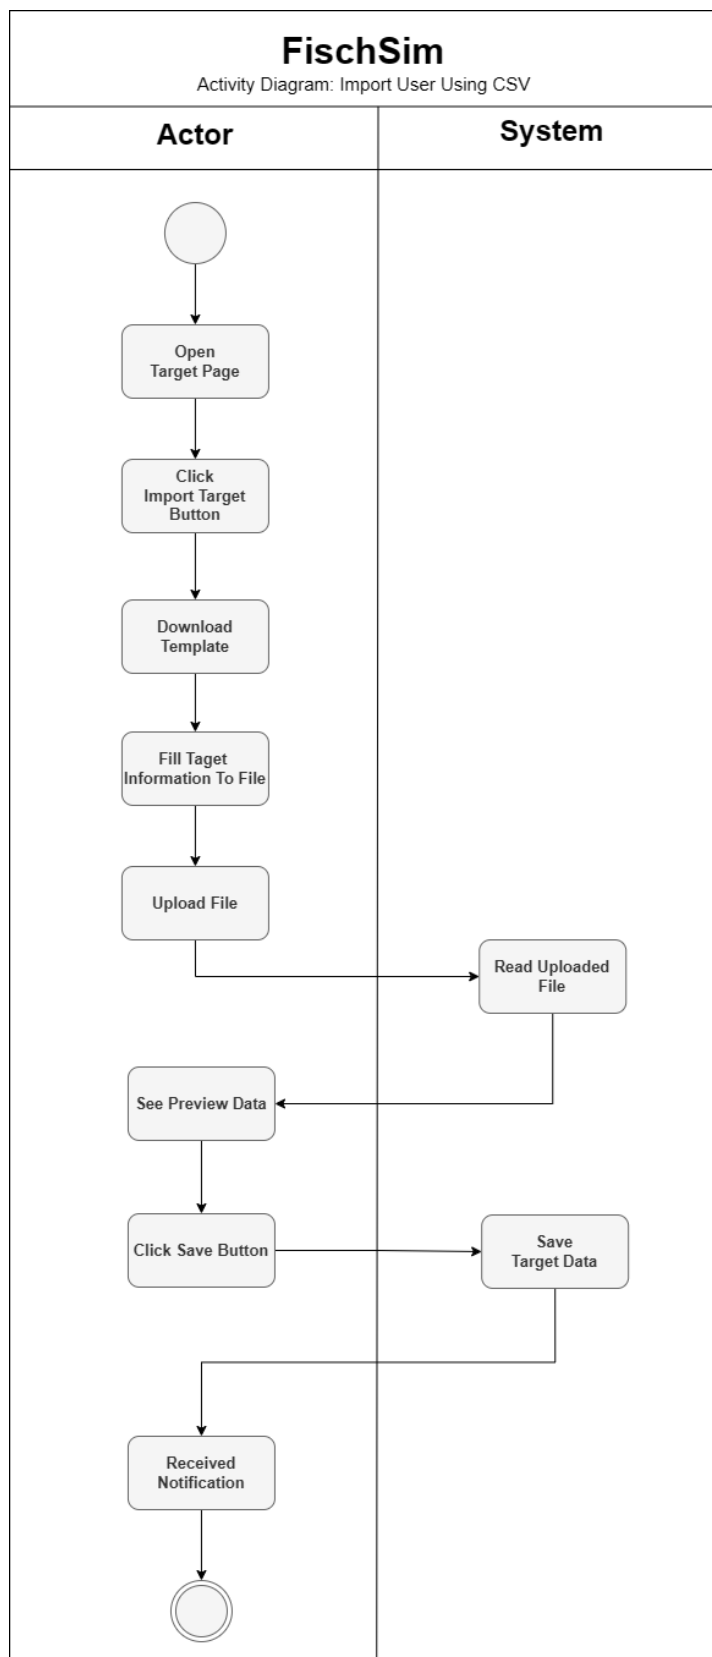 FischSim
Activity Diagram: Import User Using CSV
Actor
System
Open
Target Page
Click
Import Target
Button
Download
Template
Fill Taget
Information To File
Upload File
Read Uploaded
File
See Preview Data
Click Save Button
Save
Target Data
Received
Notification